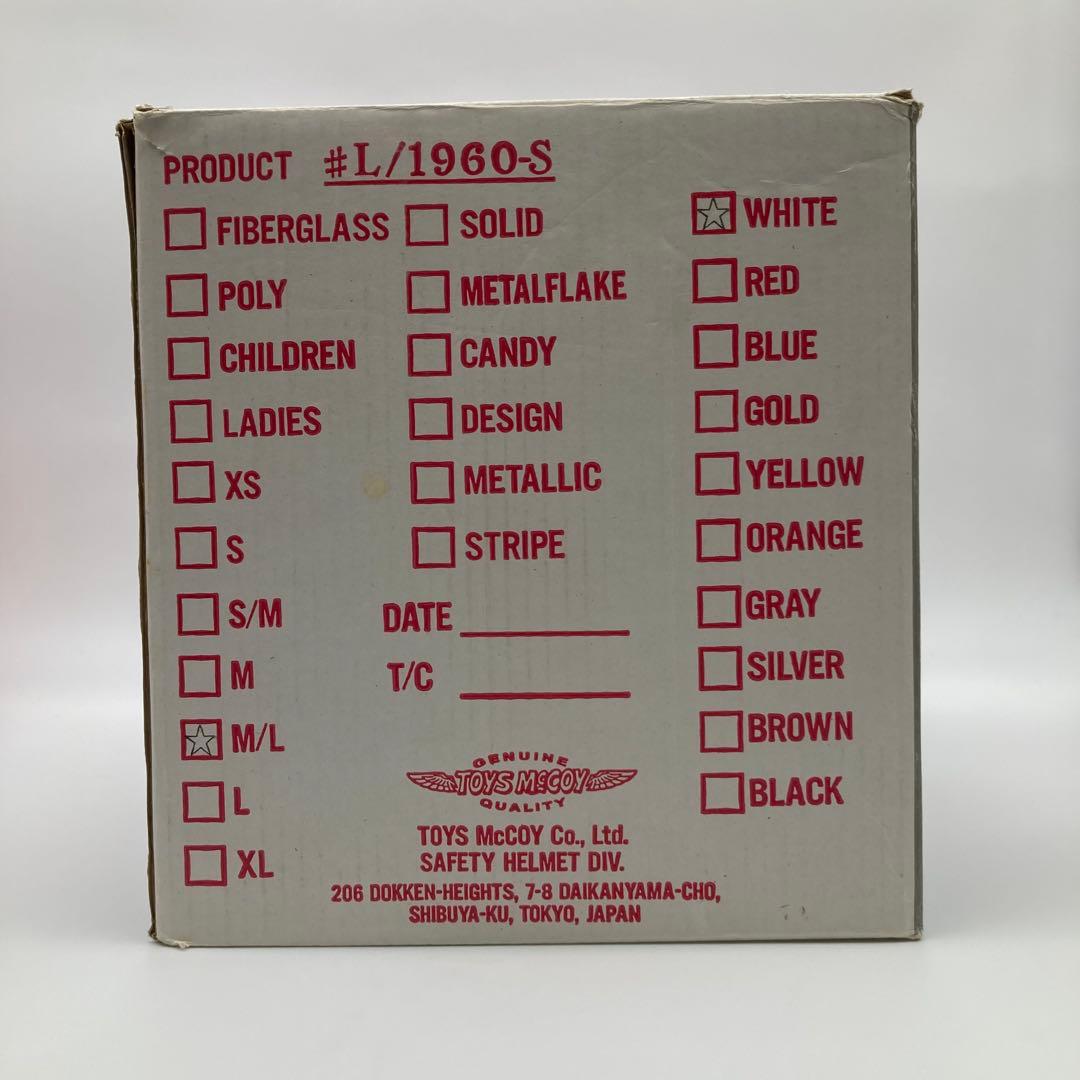 PRODUCT #L/1960-S
FIBERGLASS
POLY
CHILDREN
LADIES
XS
S
S/M
M
M/L
L
XL
SOLID
METALFLAKE
CANDY
DESIGN
METALLIC
STRIPE
DATE
T/C
WHITE
RED
BLUE
GOLD
YELLOW
ORANGE
GRAY
SILVER
BROWN
BLACK
GENUINE
TOYS McCOY
QUALITY
TOYS McCOY Co., Ltd.
SAFETY HELMET DIV.
206 DOKKEN-HEIGHTS, 7-8 DAIKANYAMA-CHO,
SHIBUYA-KU, TOKYO, JAPAN